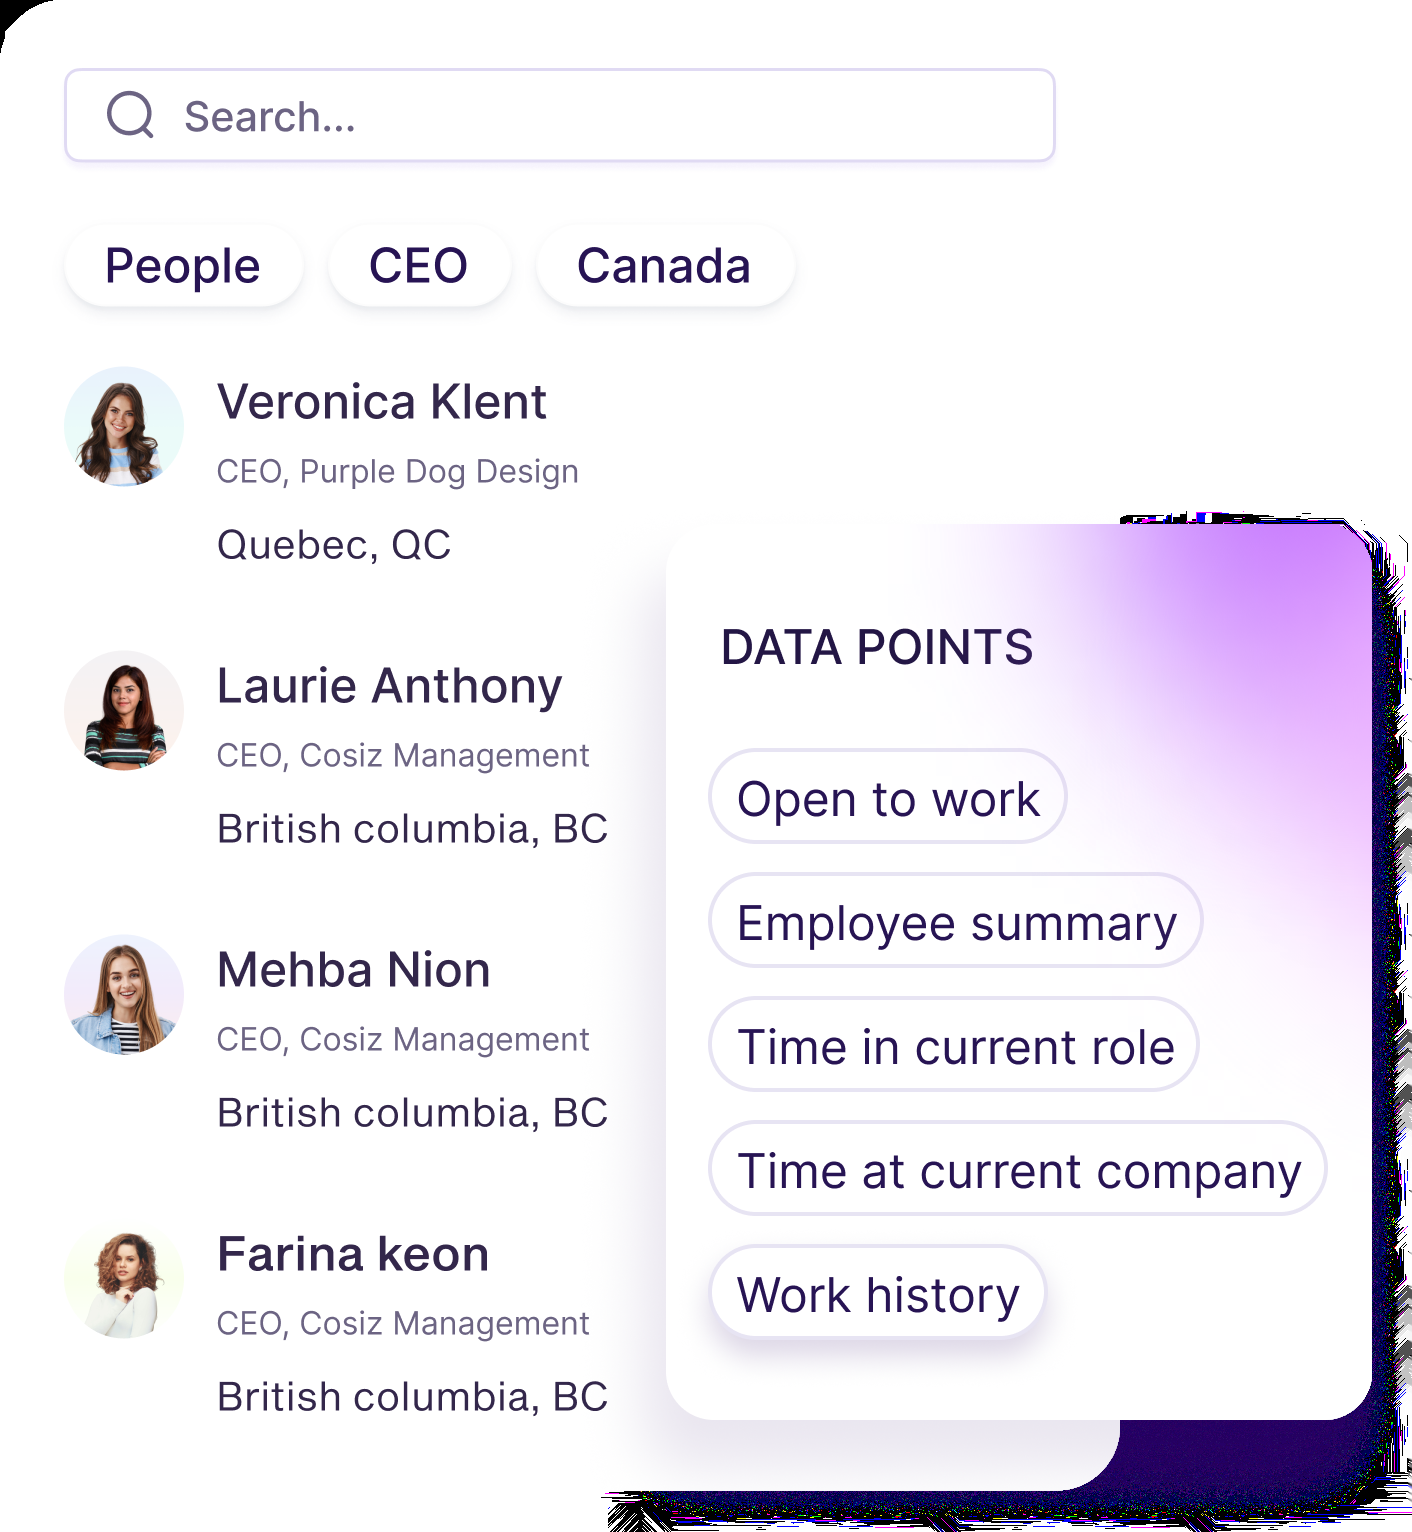 Search...
People
CEO
Canada
Veronica Klent
CEO, Purple Dog Design
Quebec, QC
Laurie Anthony
CEO, Cosiz Management
British columbia, BC
Mehba Nion
CEO, Cosiz Management
British columbia, BC
Farina keon
CEO, Cosiz Management
British columbia, BC
DATA POINTS
Open to work
Employee summary
Time in current role
Time at current company
Work history